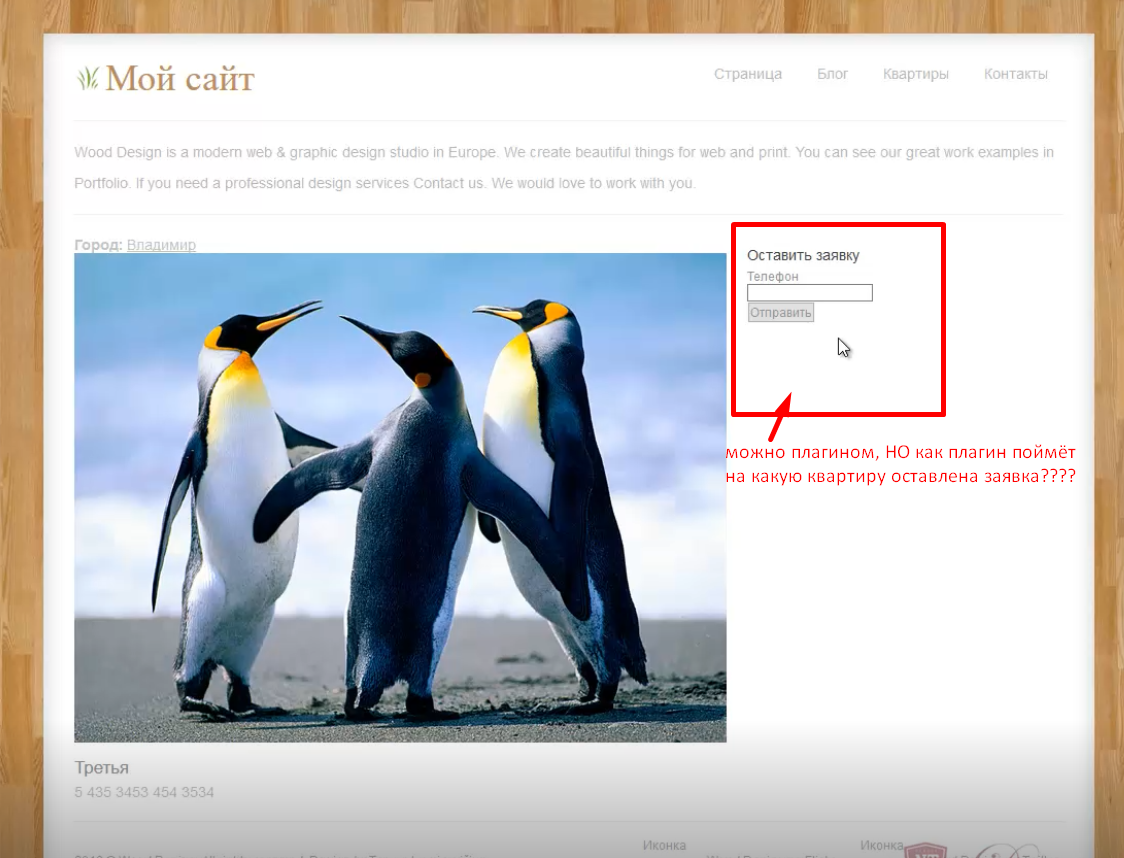 Мой сайт
Страница Блог Квартиры Контакты
Wood Design is a modern web & graphic design studio in Europe. We create beautiful things for web and print. You can see our great work examples in
Portfolio. If you need a professional design services Contact us. We would love to work with you.
Город: Владимир
Оставить заявку
Телефон
Отправить
можно плагином, НО как плагин поймёт
на какую квартиру оставлена заявка????
Третья
5 435 3453 454 3534
Иконка Иконка